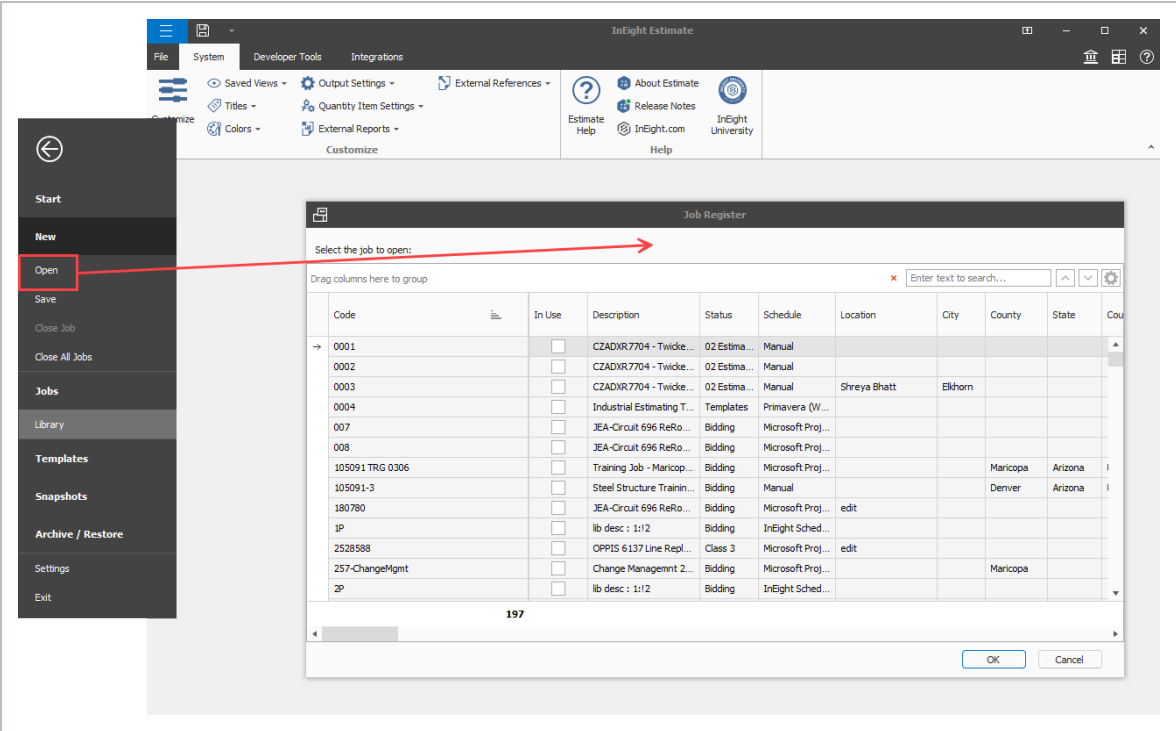 InEight Estimate
File System Developer Tools Integrations
Saved Views Output Settings External References About Estimate
Titles Quantity Item Settings Release Notes
Customize Estimate Help InEight University
Colors External Reports InEight.com
Customize Help
Start
New
Open
Save
Close Job
Close All Jobs
Jobs
Library
Templates
Snapshots
Archive / Restore
Settings
Exit
Job Register
Select the job to open:
Drag columns here to group Enter text to search...
Code In Use Description Status Schedule Location City County State Cou
0001 CZADXR7704 - Twicke... 02 Estima... Manual
0002 CZADXR7704 - Twicke... 02 Estima... Manual
0003 CZADXR7704 - Twicke... 02 Estima... Manual Shreya Bhatt Elkhorn
0004 Industrial Estimating T... Templates Primavera (W...
007 JEA-Circuit 696 ReRo... Bidding Microsoft Proj...
008 JEA-Circuit 696 ReRo... Bidding Microsoft Proj...
105091 TRG 0306 Training Job - Maricop... Bidding Microsoft Proj... Maricopa Arizona
105091-3 Steel Structure Trainin... Bidding Manual Denver Arizona
180780 JEA-Circuit 696 ReRo... Bidding Microsoft Proj... edit
1P lib desc : 1:!2 Bidding InEight Sched...
2528588 OPPIS 6137 Line Repl... Class 3 Microsoft Proj... edit
257-ChangeMgmt Change Managemnt 2... Bidding Microsoft Proj... Maricopa
2P lib desc : 1:!2 Bidding InEight Sched...
197
OK Cancel